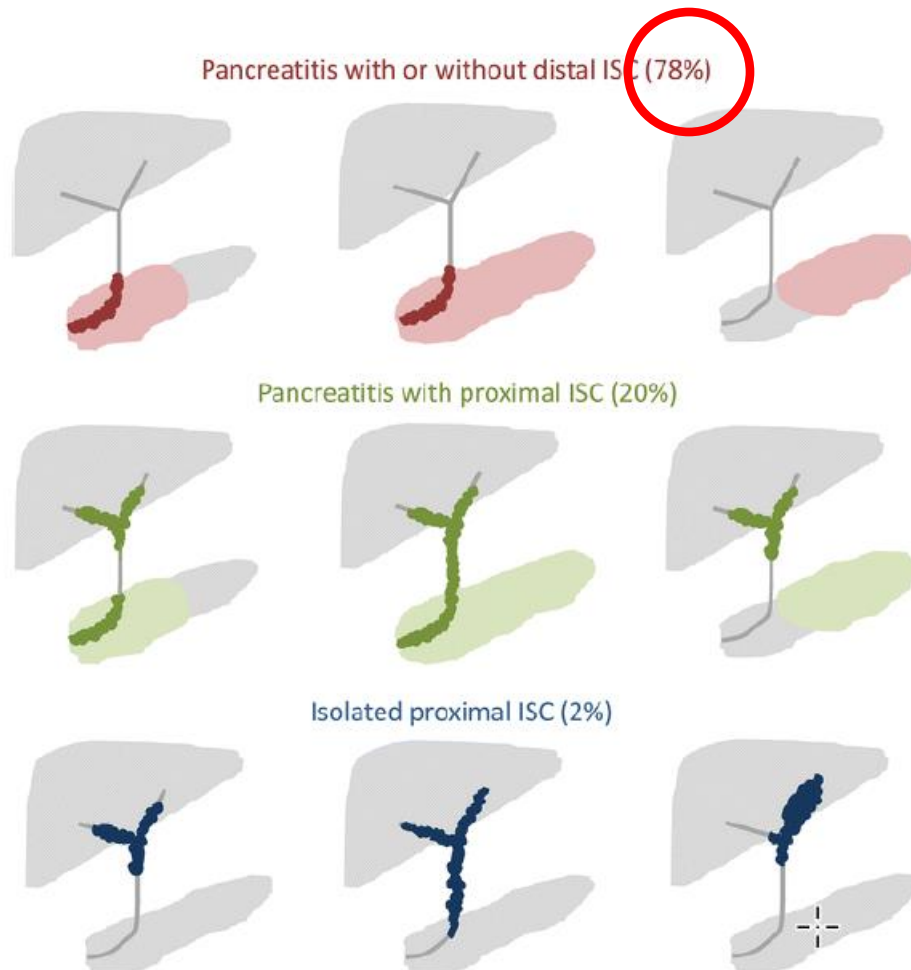 Pancreatitis with or without distal ISC (78%)
Pancreatitis with proximal ISC (20%)
Isolated proximal ISC (2%)